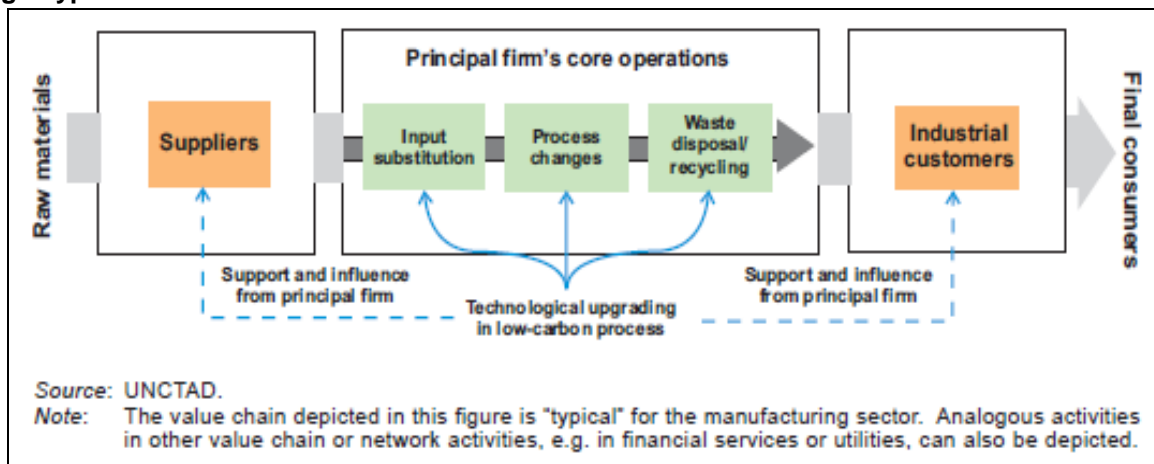 Principal firm's core operations
Raw materials
Suppliers
Input
substitution
Process
changes
Waste
disposal/
recycling
Industrial
customers
Final consumers
Support and influence
from principal firm
Technological upgrading
in low-carbon process
Support and influence
from principal firm
Source: UNCTAD.
Note: The value chain depicted in this figure is "typical" for the manufacturing sector. Analogous activities
in other value chain or network activities, e.g. in financial services or utilities, can also be depicted.